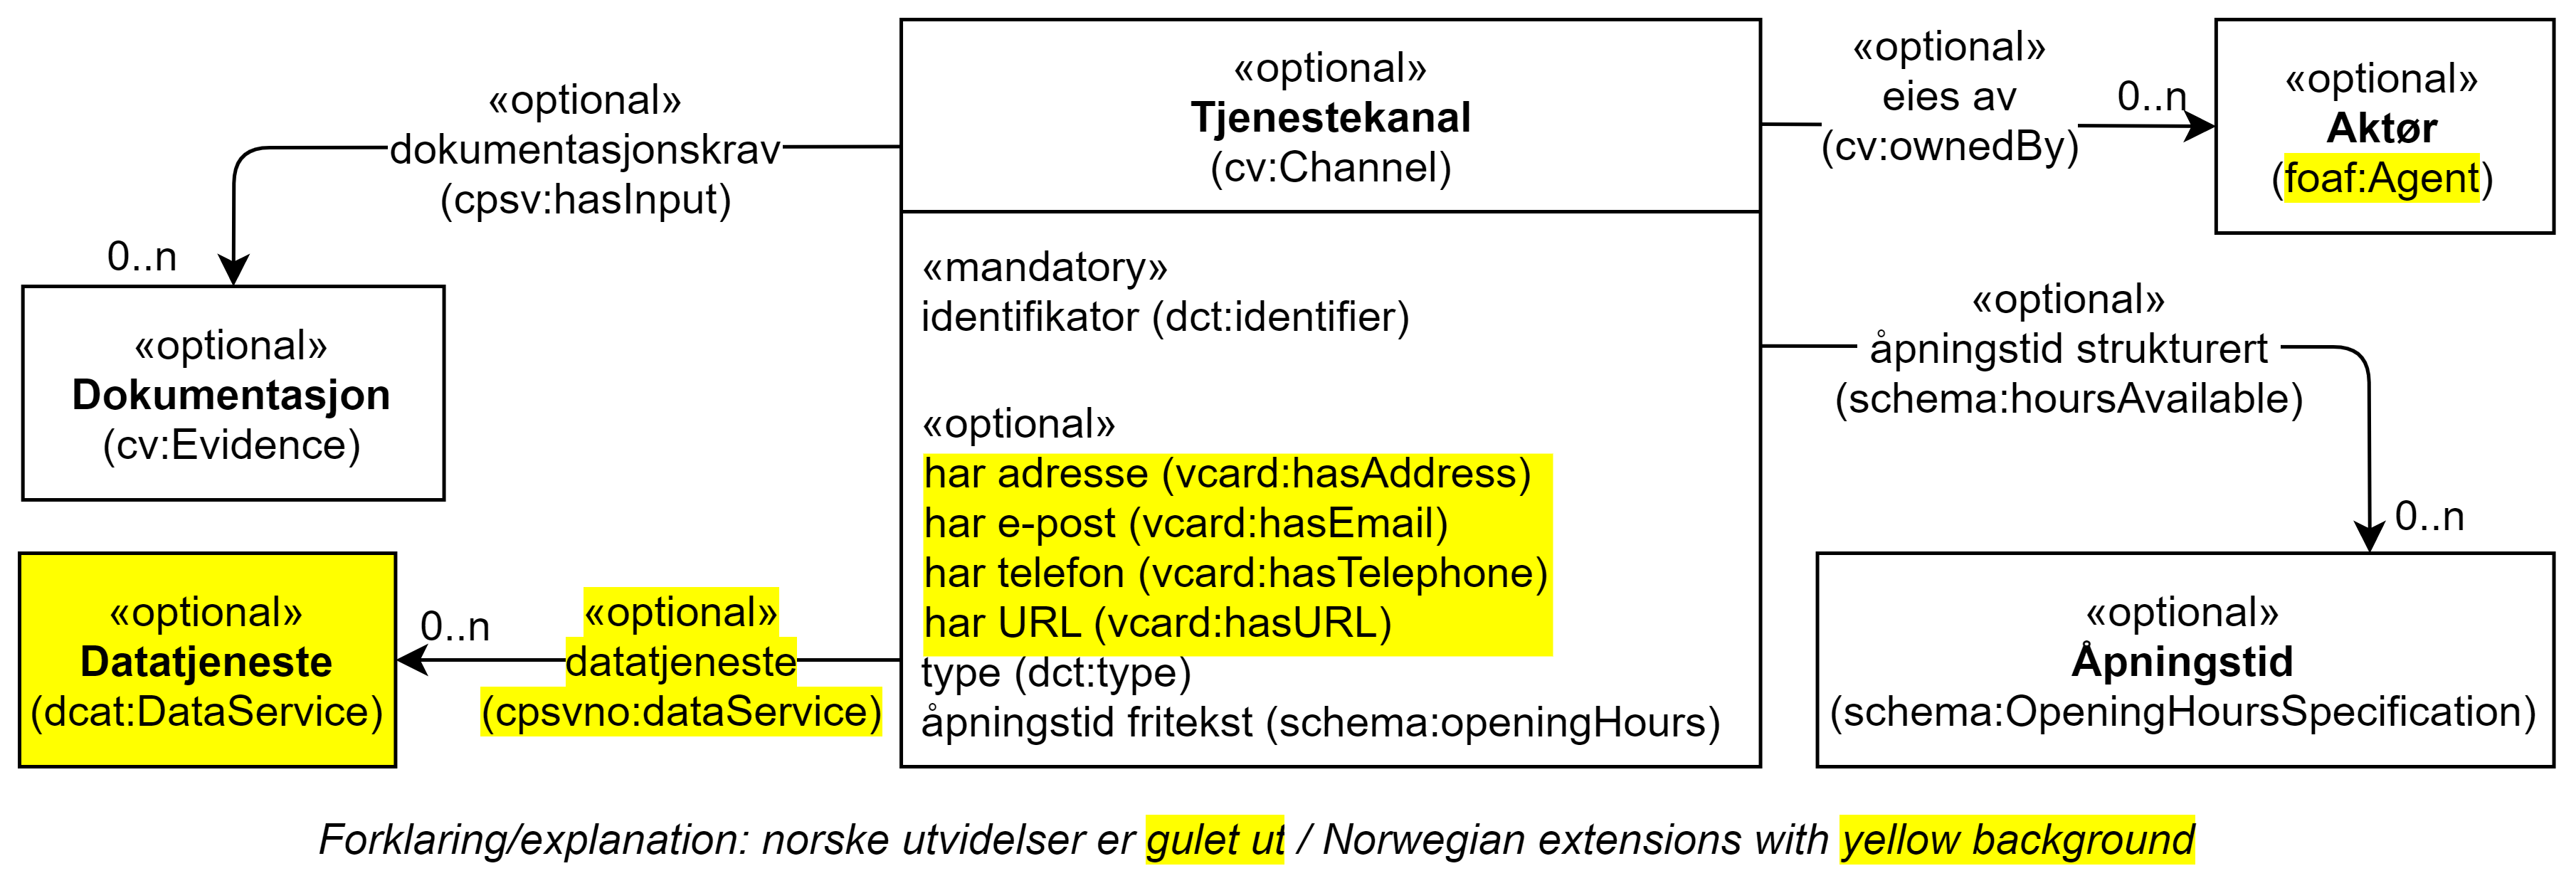 «optional»
dokumentasjonskrav
(cpsv:hasInput)
0..n
«optional»
Dokumentasjon
(cv:Evidence)
«optional»
Datatjeneste
(dcat:DataService)
0..n
«optional»
datatjeneste
(cpsvno:dataService)
«optional»
Tjenestekanal
(cv:Channel)
«mandatory»
identifikator (dct:identifier)
«optional»
har adresse (vcard:hasAddress)
har e-post (vcard:hasEmail)
har telefon (vcard:hasTelephone)
har URL (vcard:hasURL)
type (dct:type)
åpningstid fritekst (schema:openingHours)
«optional»
eies av
(cv:ownedBy)
0..n
«optional»
Aktør
(foaf:Agent)
«optional»
åpningstid strukturert
(schema:hoursAvailable)
0..n
«optional»
Åpningstid
(schema:OpeningHoursSpecification)
Forklaring/explanation: norske utvidelser er gulet ut / Norwegian extensions with yellow background